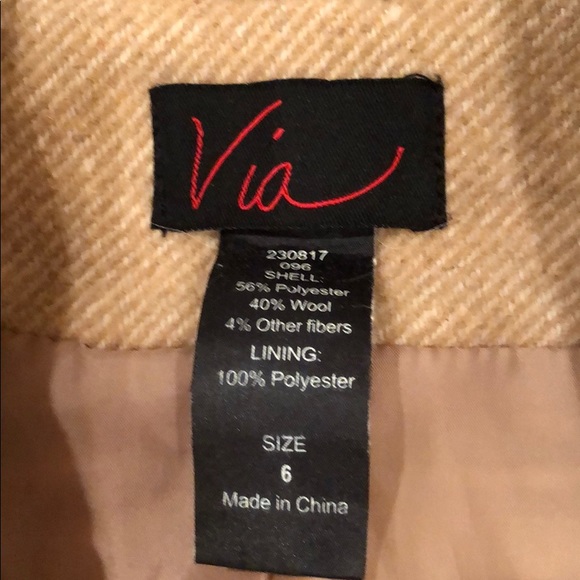 Via
230817
096
SHELL:
56% Polyester
40% Wool
4% Other fibers
LINING:
100% Polyester
SIZE
6
Made in China